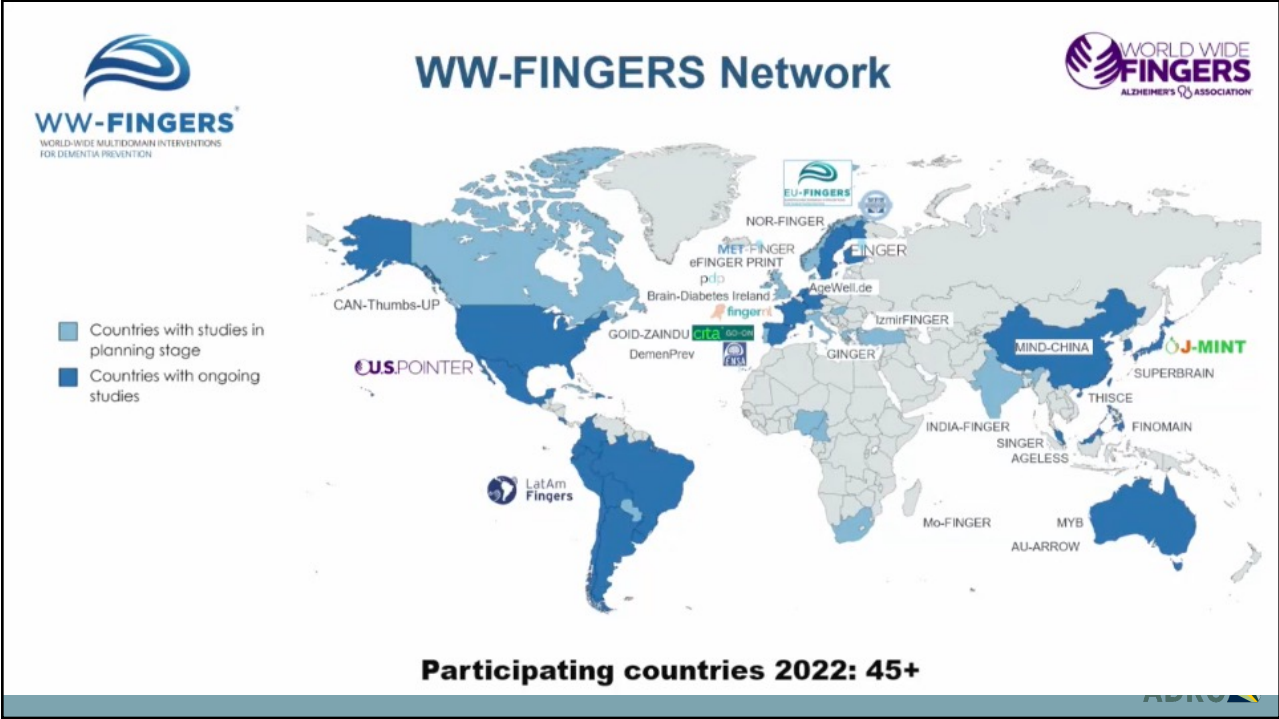 WW-FINGERS Network
WW-FINGERS®
WORLD-WIDE MULTIDOMAIN INTERVENTIONS
FOR DEMENTIA PREVENTION
WORLD WIDE
FINGERS
ALZHEIMER'S ASSOCIATION
EU-FINGERS
NOR-FINGER
MET-FINGER
FINGER
eFINGER PRINT
pdp
AgeWell.de
Brain-Diabetes Ireland
CAN-Thumbs-UP
fingernl
IzmirFINGER
Countries with studies in
planning stage
GOID-ZAINDU
cita
GO-ON
DemenPrev
GINGER
MIND-CHINA
J-MINT
U.S.POINTER
SUPERBRAIN
Countries with ongoing
studies
THISCE
INDIA-FINGER
FINOMAIN
SINGER
AGELESS
LatAm
Fingers
Mo-FINGER
MYB
AU-ARROW
Participating countries 2022: 45+